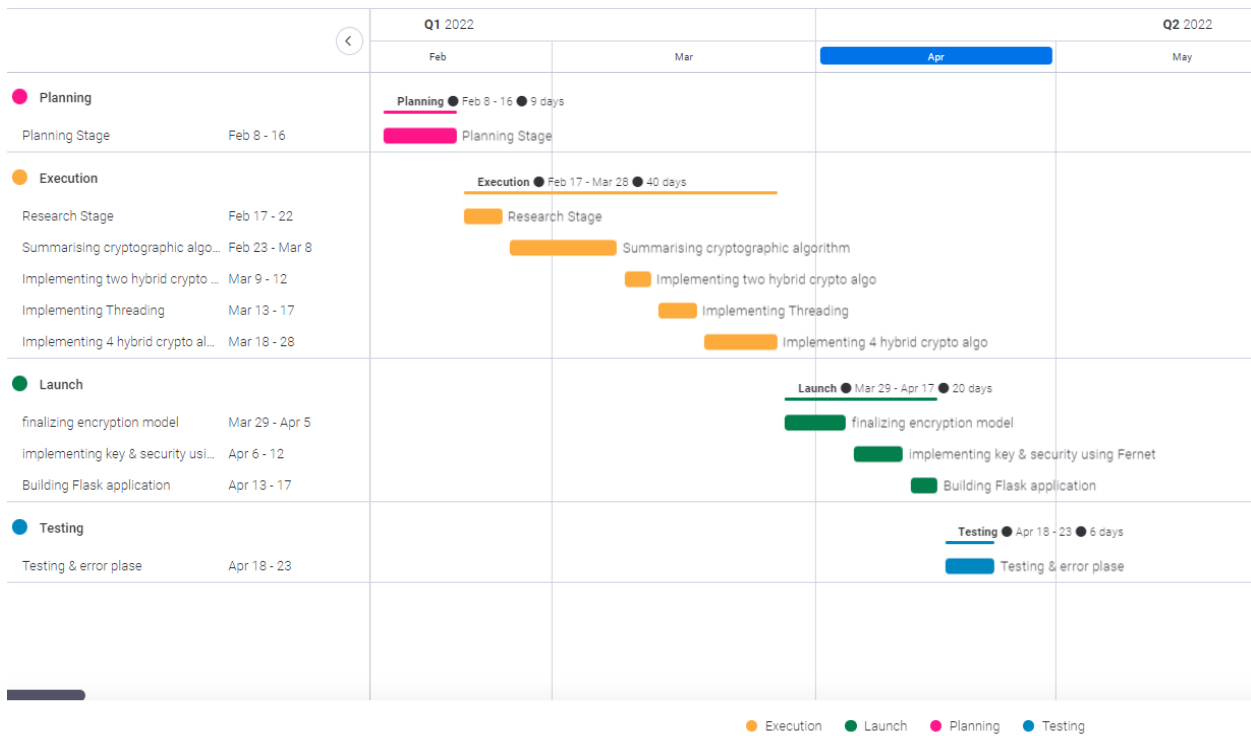 Q1 2022
Q2 2022
Feb
Mar
Apr
May
Planning
Planning ● Feb 8 - 16 ● 9 days
Planning Stage Feb 8 - 16
Planning Stage
Execution
Execution ● Feb 17 - Mar 28 ● 40 days
Research Stage Feb 17 - 22
Research Stage
Summarising cryptographic algo... Feb 23 - Mar 8
Summarising cryptographic algorithm
Implementing two hybrid crypto ... Mar 9 - 12
Implementing two hybrid crypto algo
Implementing Threading Mar 13 - 17
Implementing Threading
Implementing 4 hybrid crypto al... Mar 18 - 28
Implementing 4 hybrid crypto algo
Launch
Launch ● Mar 29 - Apr 17 ● 20 days
finalizing encryption model Mar 29 - Apr 5
finalizing encryption model
implementing key & security usi... Apr 6 - 12
implementing key & security using Fernet
Building Flask application Apr 13 - 17
Building Flask application
Testing
Testing ● Apr 18 - 23 ● 6 days
Testing & error plase Apr 18 - 23
Testing & error plase
Execution
Launch
Planning
Testing